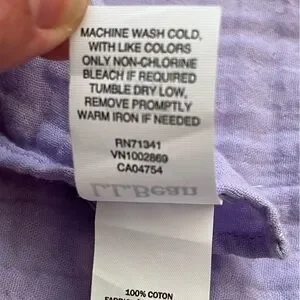 MACHINE WASH COLD,
WITH LIKE COLORS
ONLY NON-CHLORINE
BLEACH IF REQUIRED
TUMBLE DRY LOW,
REMOVE PROMPTLY
WARM IRON IF NEEDED
RN71341
VN1002869
CA04754
L.L.Bean
100% COTON